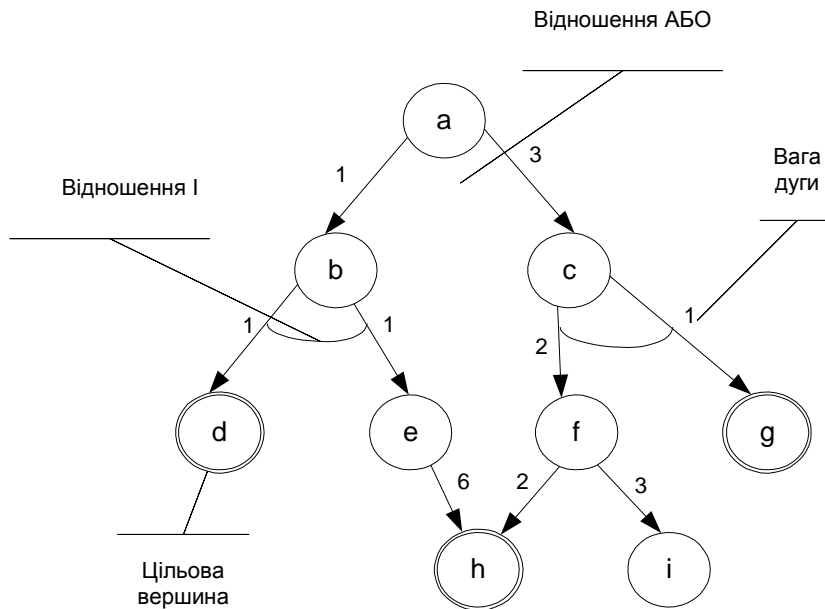 Відношення АБО
a
3
Вага
дуги
1
Відношення І
b
c
1
1
2
1
d
e
f
g
6
2
3
h
i
Цільова
вершина